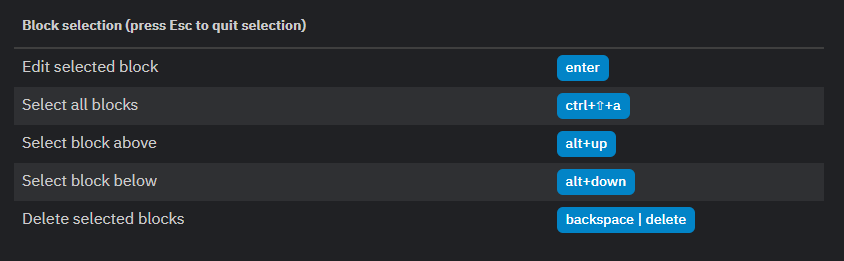 Block selection (press Esc to quit selection)
Edit selected block enter
Select all blocks ctrl+⇧+a
Select block above alt+up
Select block below alt+down
Delete selected blocks backspace | delete